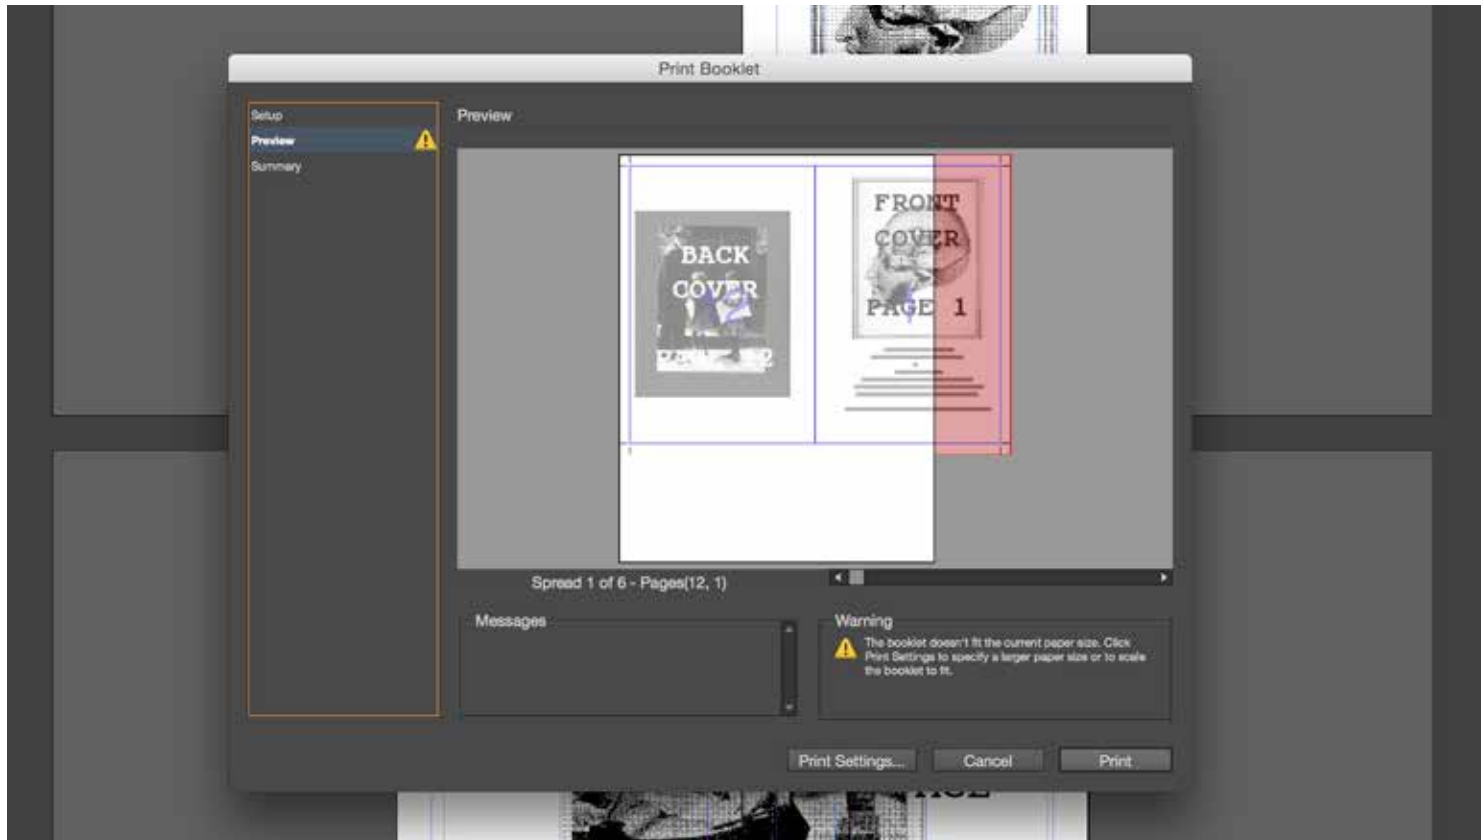 Print Booklet
Setup
Preview
Summary
Preview
BACK
COVER
12
FRONT
COVER
PAGE 1
1
Spread 1 of 6 - Pages(12, 1)
Messages
Warning
The booklet doesn't fit the current paper size. Click
Print Settings to specify a larger paper size or to scale
the booklet to fit.
Print Settings...
Cancel
Print